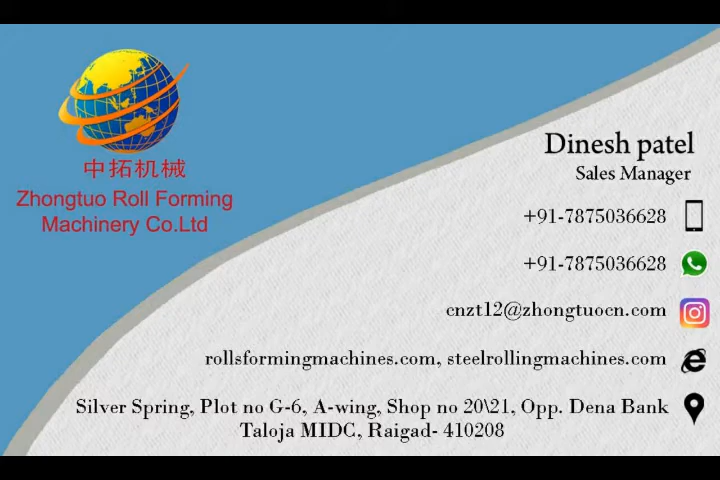 中拓机械
Zhongtuo Roll Forming
Machinery Co.Ltd
Dinesh patel
Sales Manager
+91-7875036628
+91-7875036628
cnzt12@zhongtuocn.com
rollsformingmachines.com, steelrollingmachines.com
Silver Spring, Plot no G-6, A-wing, Shop no 20\21, Opp. Dena Bank
Taloja MIDC, Raigad- 410208